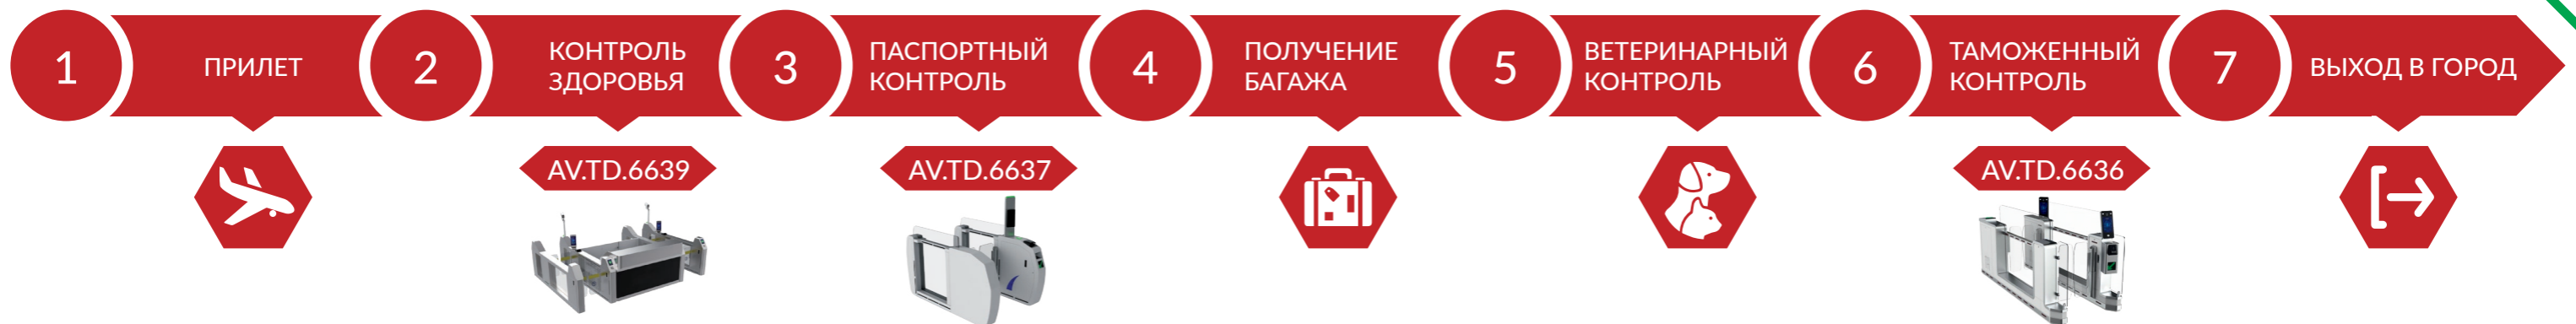 1
ПРИЛЕТ
2
КОНТРОЛЬ
ЗДОРОВЬЯ
3
ПАСПОРТНЫЙ
КОНТРОЛЬ
4
ПОЛУЧЕНИЕ
БАГАЖА
5
ВЕТЕРИНАРНЫЙ
КОНТРОЛЬ
6
ТАМОЖЕННЫЙ
КОНТРОЛЬ
7
ВЫХОД В ГОРОД
AV.TD.6639
AV.TD.6637
AV.TD.6636